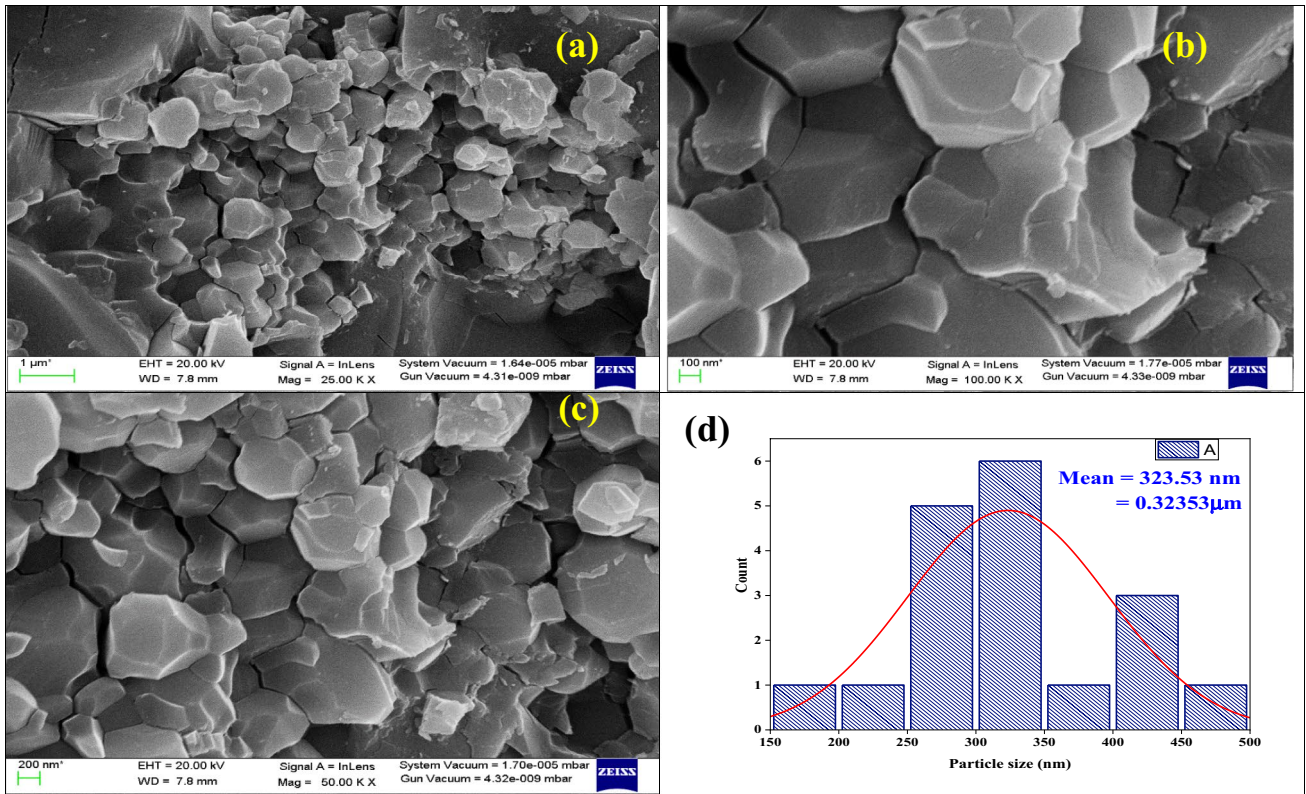 (a)
1 µm*
EHT = 20.00 kV
WD = 7.8 mm
Signal A = InLens
Mag = 25.00 K X
System Vacuum = 1.64e-005 mbar
Gun Vacuum = 4.31e-009 mbar
ZEISS
(b)
100 nm*
EHT = 20.00 kV
WD = 7.8 mm
Signal A = InLens
Mag = 100.00 K X
System Vacuum = 1.77e-005 mbar
Gun Vacuum = 4.33e-009 mbar
ZEISS
(c)
200 nm*
EHT = 20.00 kV
WD = 7.8 mm
Signal A = InLens
Mag = 50.00 K X
System Vacuum = 1.70e-005 mbar
Gun Vacuum = 4.32e-009 mbar
ZEISS
(d)
A
Mean = 323.53 nm
= 0.32353µm
Count
6
5
4
3
2
1
0
150 200 250 300 350 400 450 500
Particle size (nm)